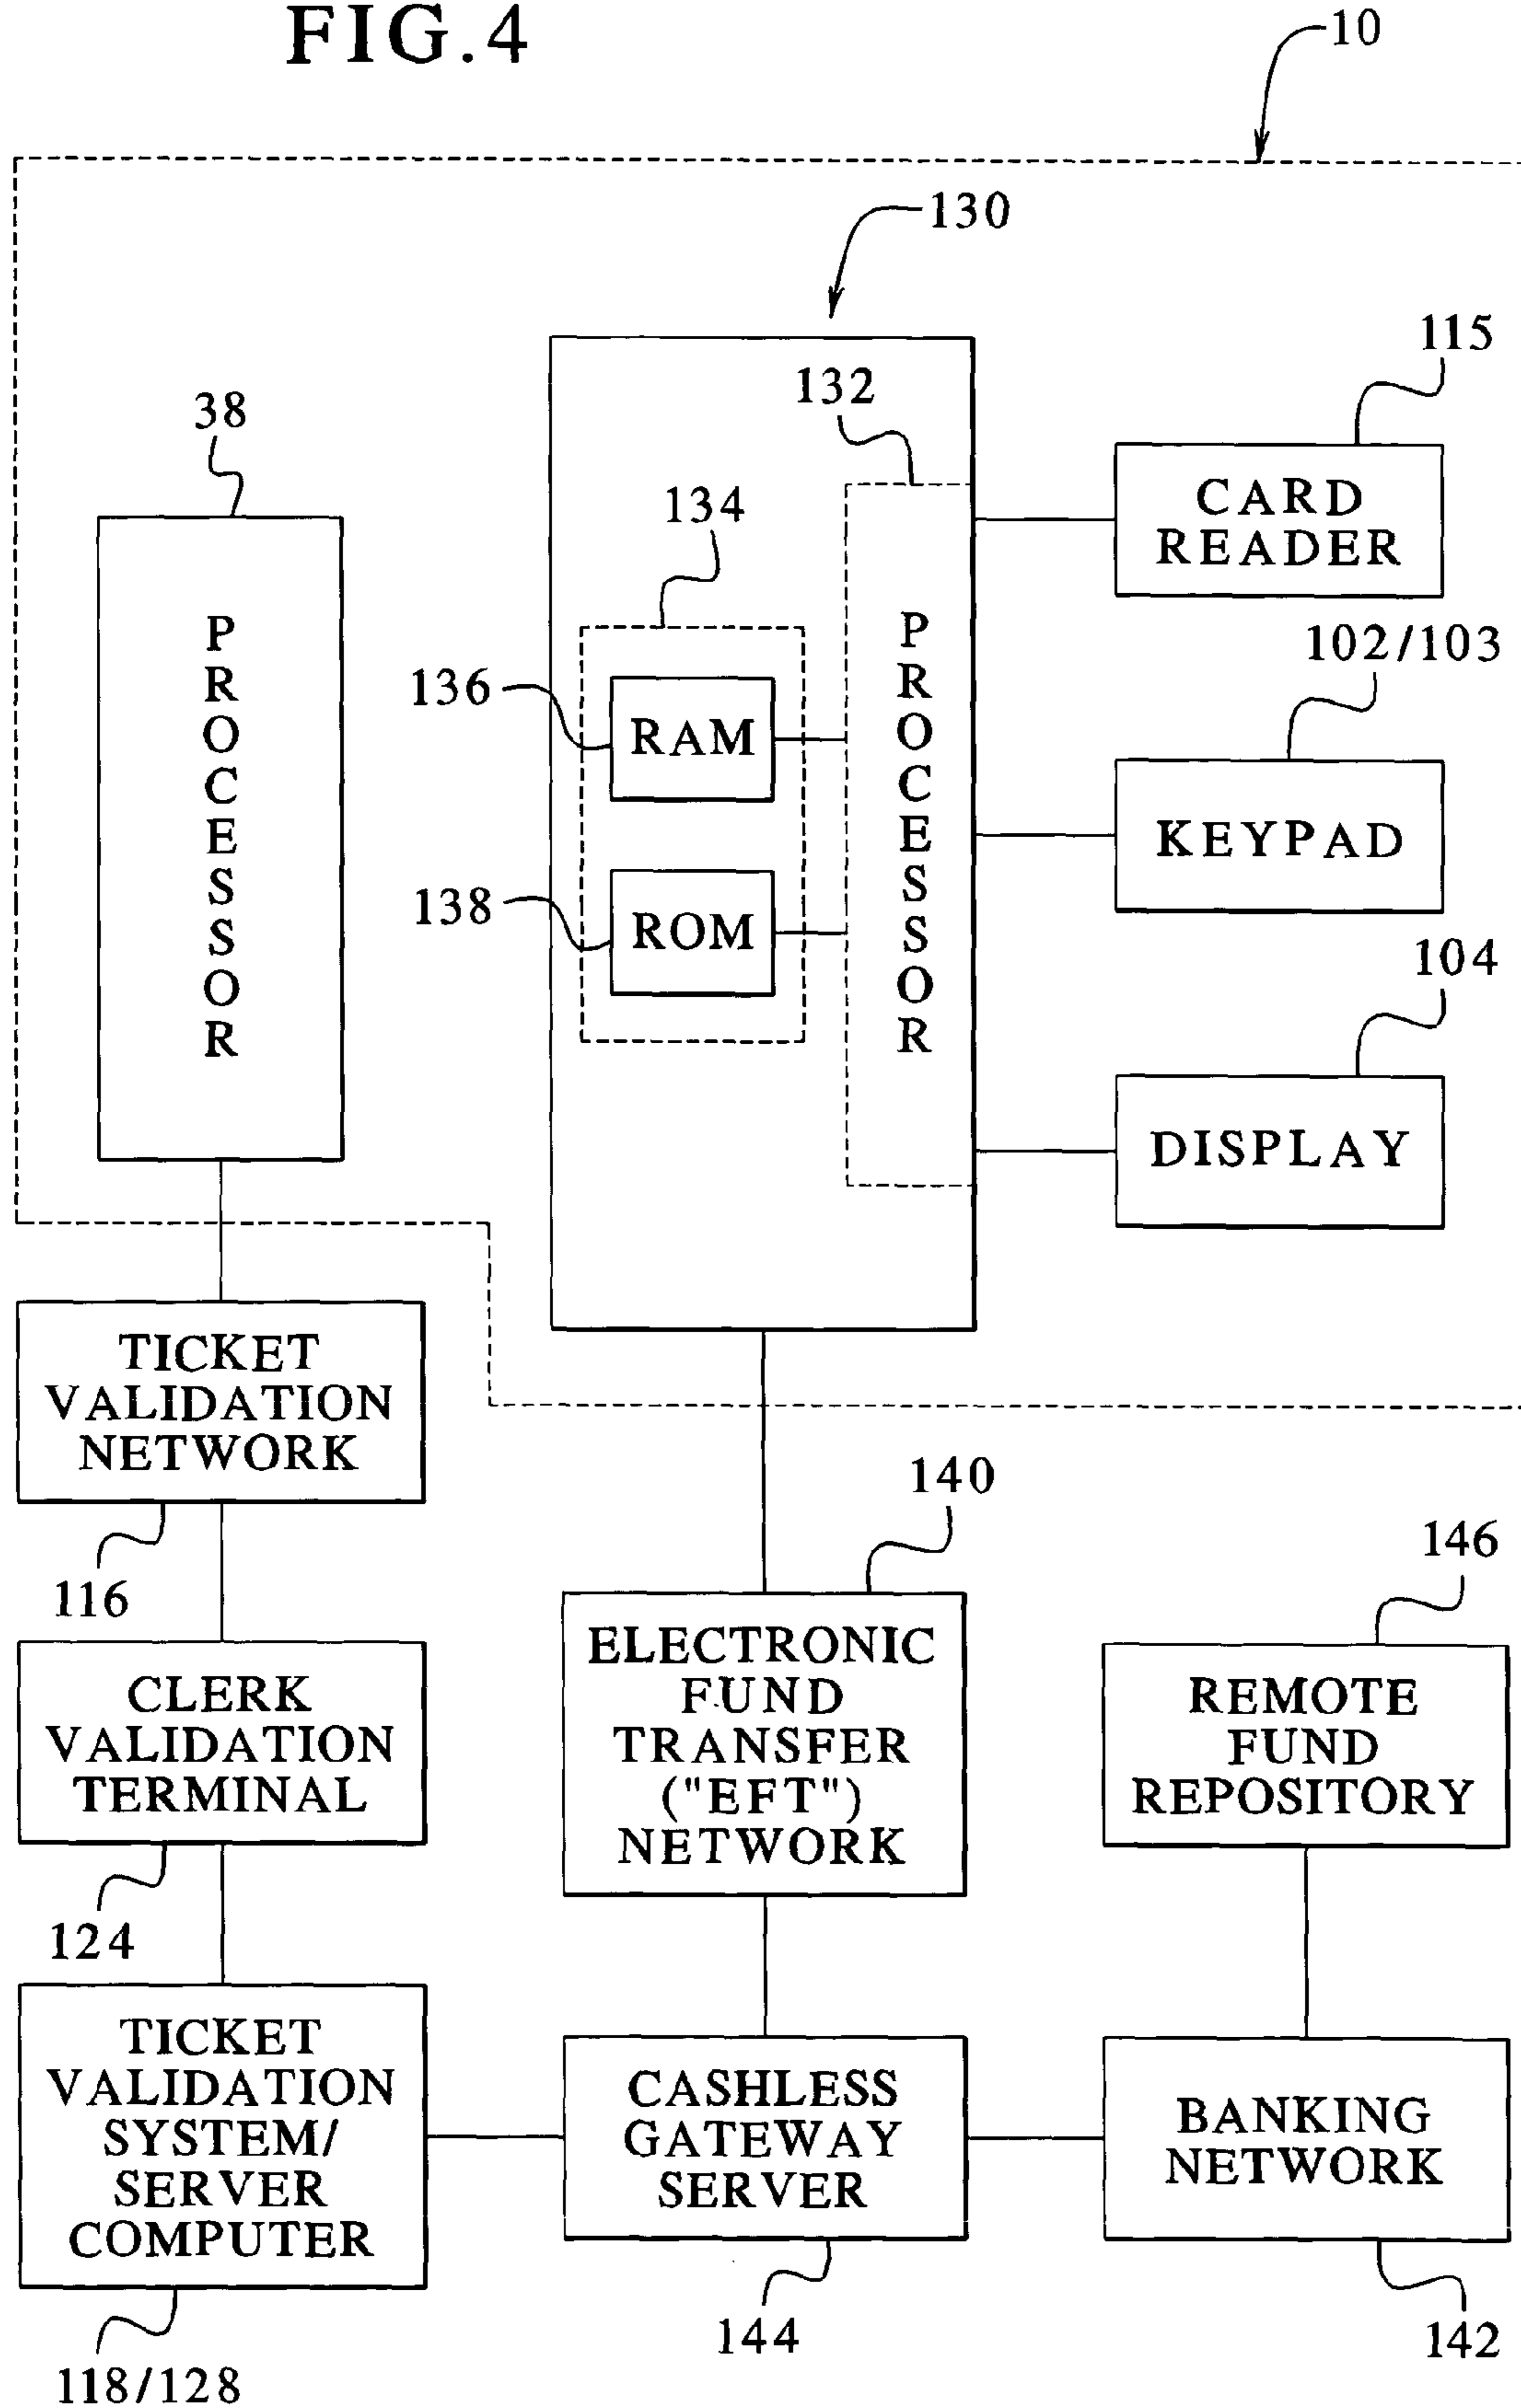 FIG.4
10
130
115
132
38
CARD
READER
134
PROCESSOR
PROCESSOR
102/103
136
RAM
KEYPAD
138
ROM
104
DISPLAY
TICKET
VALIDATION
NETWORK
116
140
146
ELECTRONIC
FUND
TRANSFER
("EFT")
NETWORK
REMOTE
FUND
REPOSITORY
CLERK
VALIDATION
TERMINAL
124
TICKET
VALIDATION
SYSTEM/
SERVER
COMPUTER
CASHLESS
GATEWAY
SERVER
BANKING
NETWORK
144
142
118/128